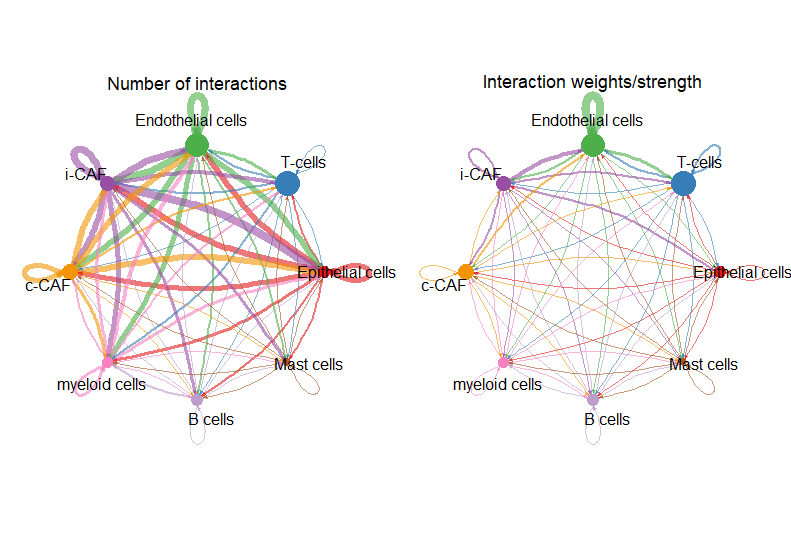 Number of interactions
Endothelial cells
i-CAF
T-cells
c-CAF
Epithelial cells
myeloid cells
Mast cells
B cells
Interaction weights/strength
Endothelial cells
i-CAF
T-cells
c-CAF
Epithelial cells
myeloid cells
Mast cells
B cells